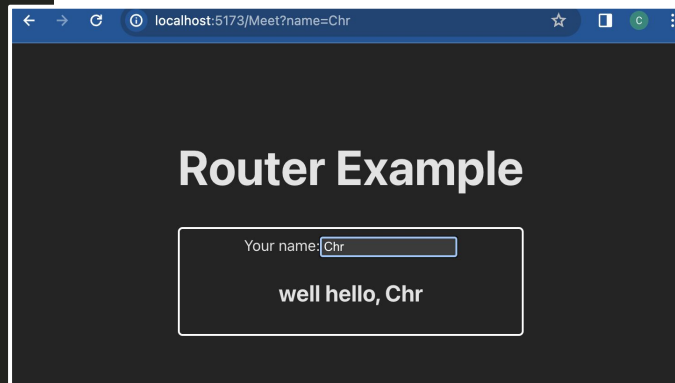 localhost:5173/Meet?name=Chr
C
Router Example
Your name: Chr
well hello, Chr